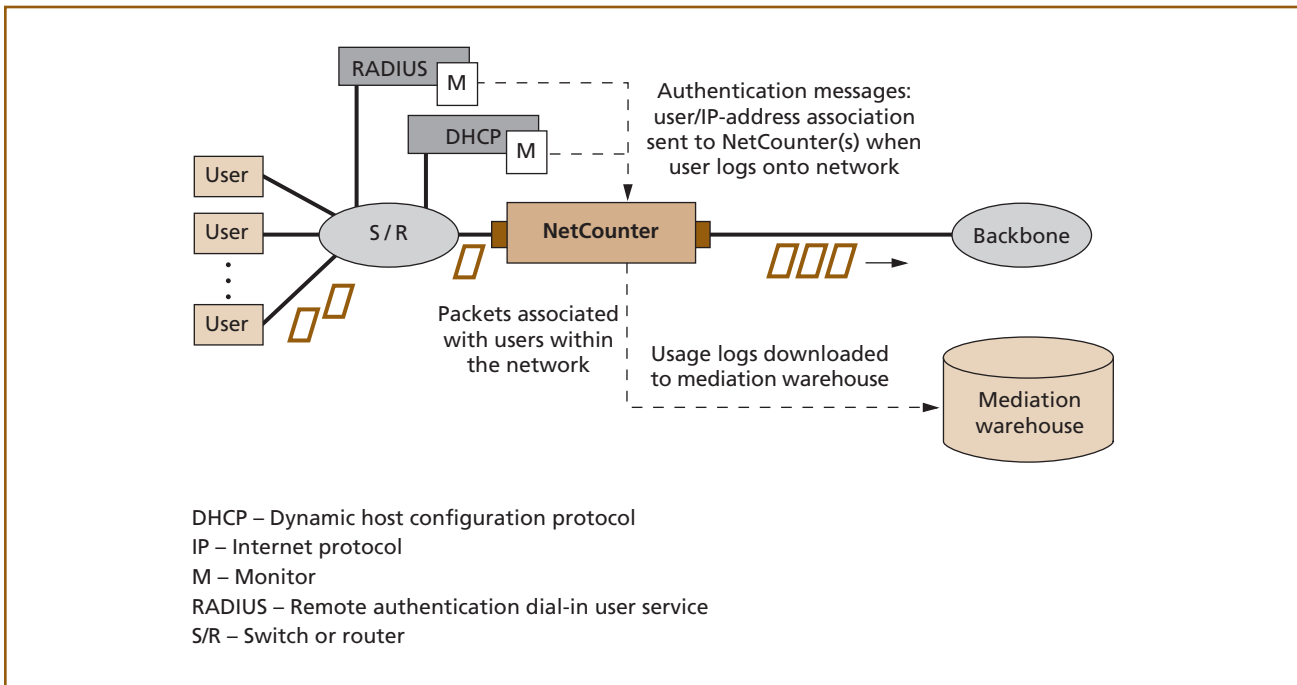 RADIUS
M
DHCP
M
Authentication messages:
user/IP-address association
sent to NetCounter(s) when
user logs onto network
User
User
User
S / R
NetCounter
Backbone
Packets associated
with users within
the network
Usage logs downloaded
to mediation warehouse
Mediation
warehouse
DHCP – Dynamic host configuration protocol
IP – Internet protocol
M – Monitor
RADIUS – Remote authentication dial-in user service
S/R – Switch or router